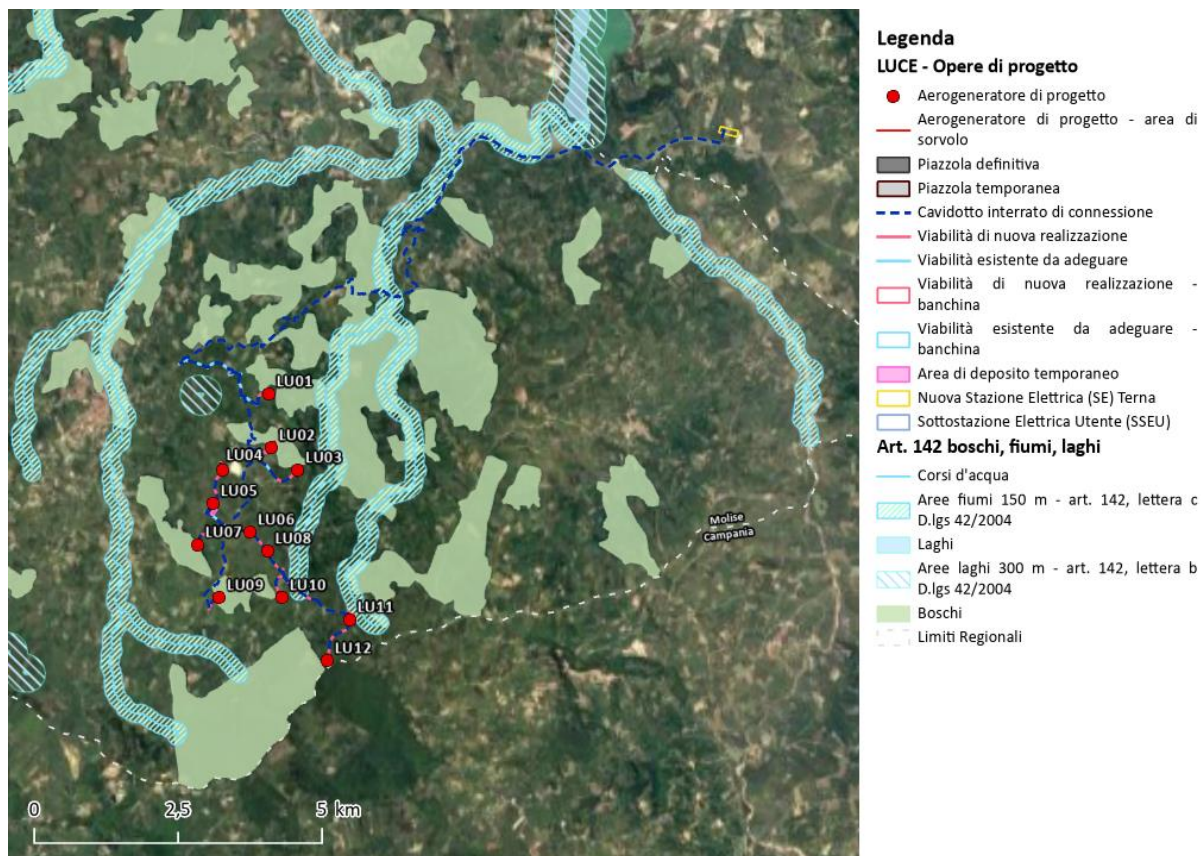 LU01
LU02
LU04
LU03
LU05
LU06
LU07
LU08
LU09
LU10
LU11
LU12
Molise
Campania
0 2,5 5 km
Legenda
LUCE - Opere di progetto
Aerogeneratore di progetto
Aerogeneratore di progetto - area di
sorvolo
Piazzola definitiva
Piazzola temporanea
Cavidotto interrato di connessione
Viabilità di nuova realizzazione
Viabilità esistente da adeguare
Viabilità di nuova realizzazione -
banchina
Viabilità esistente da adeguare -
banchina
Area di deposito temporaneo
Nuova Stazione Elettrica (SE) Terna
Sottostazione Elettrica Utente (SSEU)
Art. 142 boschi, fiumi, laghi
Corsi d'acqua
Aree fiumi 150 m - art. 142, lettera c
D.lgs 42/2004
Laghi
Aree laghi 300 m - art. 142, lettera b
D.lgs 42/2004
Boschi
Limiti Regionali